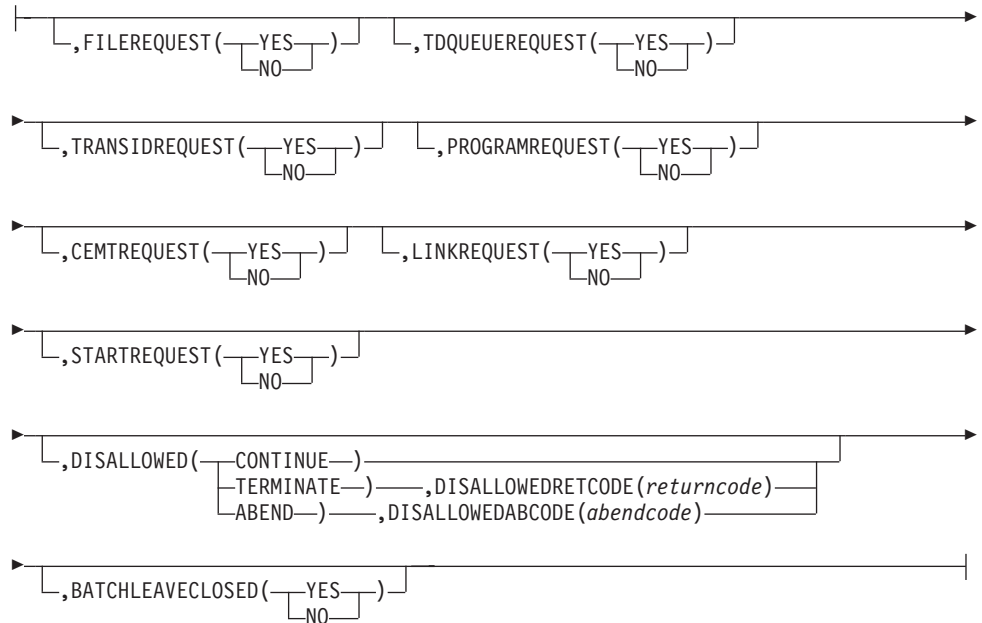 ,FILEREQUEST( YES ) ,TDQUEUEREQUEST( YES )
NO NO
,TRANSIDREQUEST( YES ) ,PROGRAMREQUEST( YES )
NO NO
,CEMTREQUEST( YES ) ,LINKREQUEST( YES )
NO NO
,STARTREQUEST( YES )
NO
,DISALLOWED( CONTINUE )
TERMINATE ) ,DISALLOWEDRETCODE(returncode)
ABEND ) ,DISALLOWEDABCODE(abendcode)
,BATCHLEAVECLOSED( YES )
NO